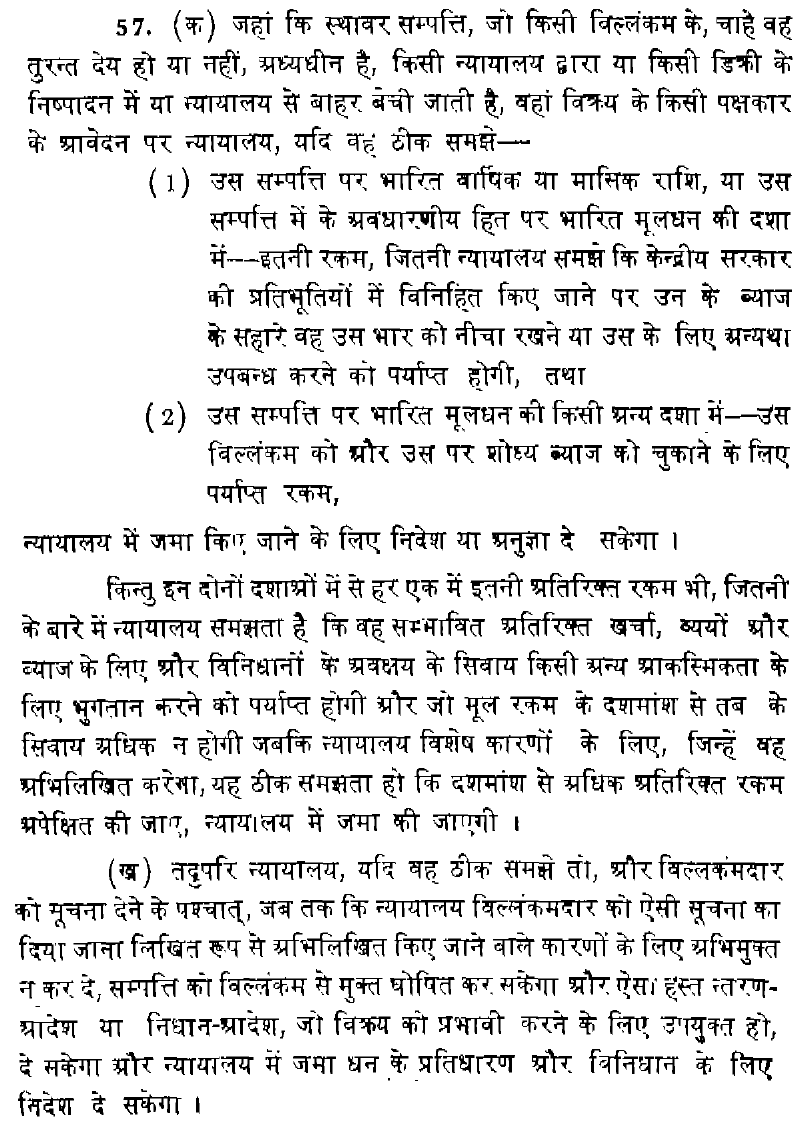 57. (क) जहां कि स्थावर सम्पत्ति, जो किसी विल्लंकम के, चाहे वह
तुरन्त देय हो या नहीं, अध्यधीन है, किसी न्यायालय द्वारा या किसी डिक्री के
निष्पादन में या न्यायालय से बाहर बेची जाती है, वहां विक्रय के किसी पक्षकार
के आवेदन पर न्यायालय, यदि वह ठीक समझे—
(1) उस सम्पत्ति पर भारित वार्षिक या मासिक राशि, या उस
सम्पत्ति में के अवधारणीय हित पर भारित मूलधन की दशा
में—इतनी रकम, जितनी न्यायालय समझे कि केन्द्रीय सरकार
की प्रतिभूतियों में विनिहित किए जाने पर उन के ब्याज
के सहारे वह उस भार को नीचा रखने या उस के लिए अन्यथा
उपबन्ध करने को पर्याप्त होगी, तथा
(2) उस सम्पत्ति पर भारित मूलधन की किसी अन्य दशा में—उस
विल्लंकम को और उस पर शोध्य ब्याज को चुकाने के लिए
पर्याप्त रकम,
न्यायालय में जमा किए जाने के लिए निदेश या अनुज्ञा दे सकेगा ।
किन्तु इन दोनों दशाओं में से हर एक में इतनी अतिरिक्त रकम भी, जितनी
के बारे में न्यायालय समझता है कि वह सम्भावित अतिरिक्त खर्चा, व्ययों और
ब्याज के लिए और विनिधानों के अवक्षय के सिवाय किसी अन्य आकस्मिकता के
लिए भुगतान करने को पर्याप्त होगी और जो मूल रकम के दशमांश से तब के
सिवाय अधिक न होगी जबकि न्यायालय विशेष कारणों के लिए, जिन्हें वह
अभिलिखित करेगा, यह ठीक समझता हो कि दशमांश से अधिक अतिरिक्त रकम
अपेक्षित की जाए, न्यायालय में जमा की जाएगी ।
(ख) तदुपरि न्यायालय, यदि वह ठीक समझे तो, और विल्लकंमदार
को सूचना देने के पश्चात्, जब तक कि न्यायालय विल्लंकमदार को ऐसी सूचना का
दिया जाना लिखित रूप से अभिलिखित किए जाने वाले कारणों के लिए अभिमुक्त
न कर दे, सम्पत्ति को विल्लंकम से मुक्त घोषित कर सकेगा और ऐसा हस्तान्तरण-
आदेश या निधान-आदेश, जो विक्रय को प्रभावी करने के लिए उपयुक्त हो,
दे सकेगा और न्यायालय में जमा धन के प्रतिधारण और विनिधान के लिए
निदेश दे सकेगा ।